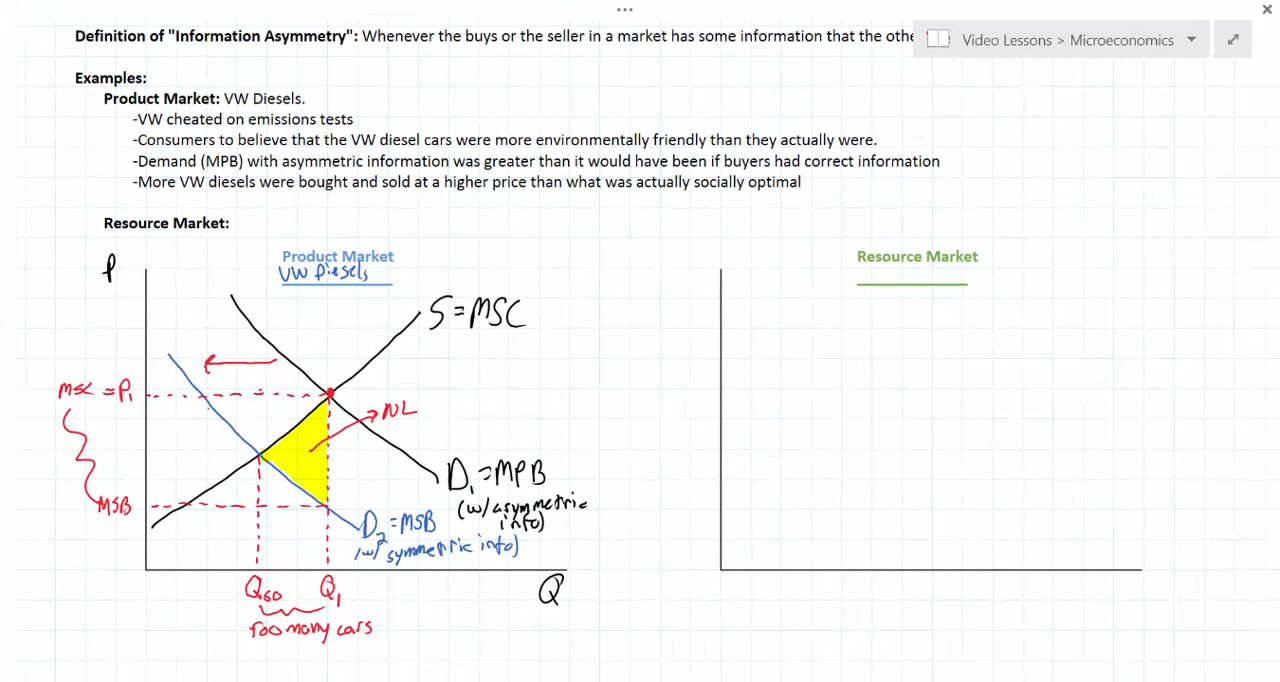 Definition of "Information Asymmetry": Whenever the buys or the seller in a market has some information that the othe
Video Lessons > Microeconomics
Examples:
Product Market: VW Diesels.
-VW cheated on emissions tests
-Consumers to believe that the VW diesel cars were more environmentally friendly than they actually were.
-Demand (MPB) with asymmetric information was greater than it would have been if buyers had correct information
-More VW diesels were bought and sold at a higher price than what was actually socially optimal
Resource Market:
Product Market
VW Diesels
Resource Market
P
S=MSC
MSC = P1
NL
D1=MPB
(w/ asymmetric
info)
MSB
D2=MSB
(w/ symmetric info)
Qso Q1
Q
Too many cars